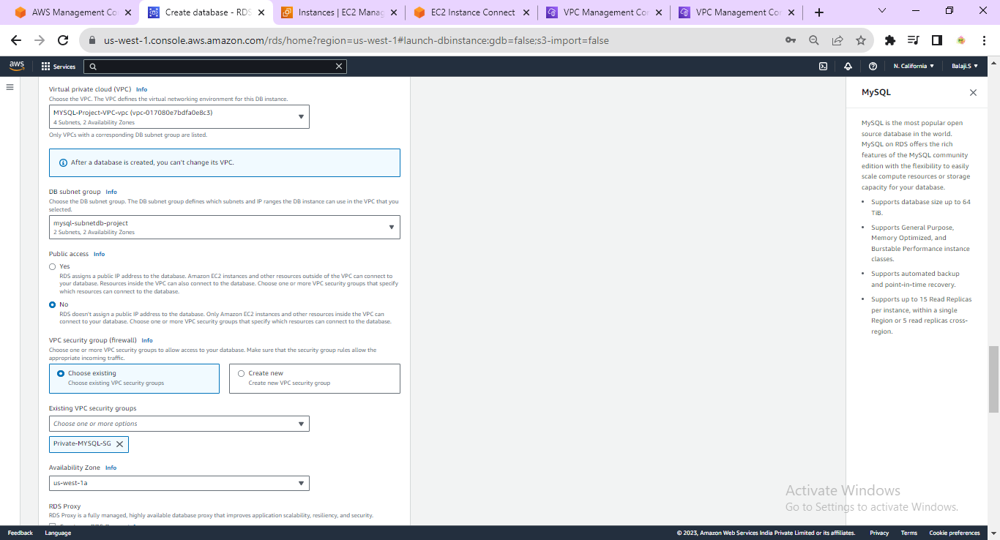 AWS Management Co
Create database - RDS
Instances | EC2 Manag
EC2 Instance Connect
VPC Management Cor
VPC Management Cor
us-west-1.console.aws.amazon.com/rds/home?region=us-west-1#launch-dbinstance:gdb=false;s3-import=false
aws
Services
N. California
Balaji.S
Virtual private cloud (VPC) Info
Choose the VPC. The VPC defines the virtual networking environment for this DB instance.
MYSQL-Project-VPC-vpc (vpc-017080e7bdfa0e8c3)
4 Subnets, 2 Availability Zones
Only VPCs with a corresponding DB subnet group are listed.
After a database is created, you can't change its VPC.
DB subnet group Info
Choose the DB subnet group. The DB subnet group defines which subnets and IP ranges the DB instance can use in the VPC that you
selected.
mysql-subnetdb-project
2 Subnets, 2 Availability Zones
Public access Info
Yes
RDS assigns a public IP address to the database. Amazon EC2 instances and other resources outside of the VPC can connect to
your database. Resources inside the VPC can also connect to the database. Choose one or more VPC security groups that specify
which resources can connect to the database.
No
RDS doesn't assign a public IP address to the database. Only Amazon EC2 instances and other resources inside the VPC can
connect to your database. Choose one or more VPC security groups that specify which resources can connect to the database.
VPC security group (firewall) Info
Choose one or more VPC security groups to allow access to your database. Make sure that the security group rules allow the
appropriate incoming traffic.
Choose existing
Choose existing VPC security groups
Create new
Create new VPC security group
Existing VPC security groups
Choose one or more options
Private-MYSQL-SG
Availability Zone Info
us-west-1a
RDS Proxy
RDS Proxy is a fully managed, highly available database proxy that improves application scalability, resiliency, and security.
MySQL
MySQL is the most popular open
source database in the world.
MySQL on RDS offers the rich
features of the MySQL community
edition with the flexibility to easily
scale compute resources or storage
capacity for your database.
• Supports database size up to 64
TiB.
• Supports General Purpose,
Memory Optimized, and
Burstable Performance instance
classes.
• Supports automated backup
and point-in-time recovery.
• Supports up to 15 Read Replicas
per instance, within a single
Region or 5 read replicas cross-
region.
Activate Windows
Go to Settings to activate Windows.
Feedback
Language
© 2023, Amazon Web Services India Private Limited or its affiliates.
Privacy
Terms
Cookie preferences